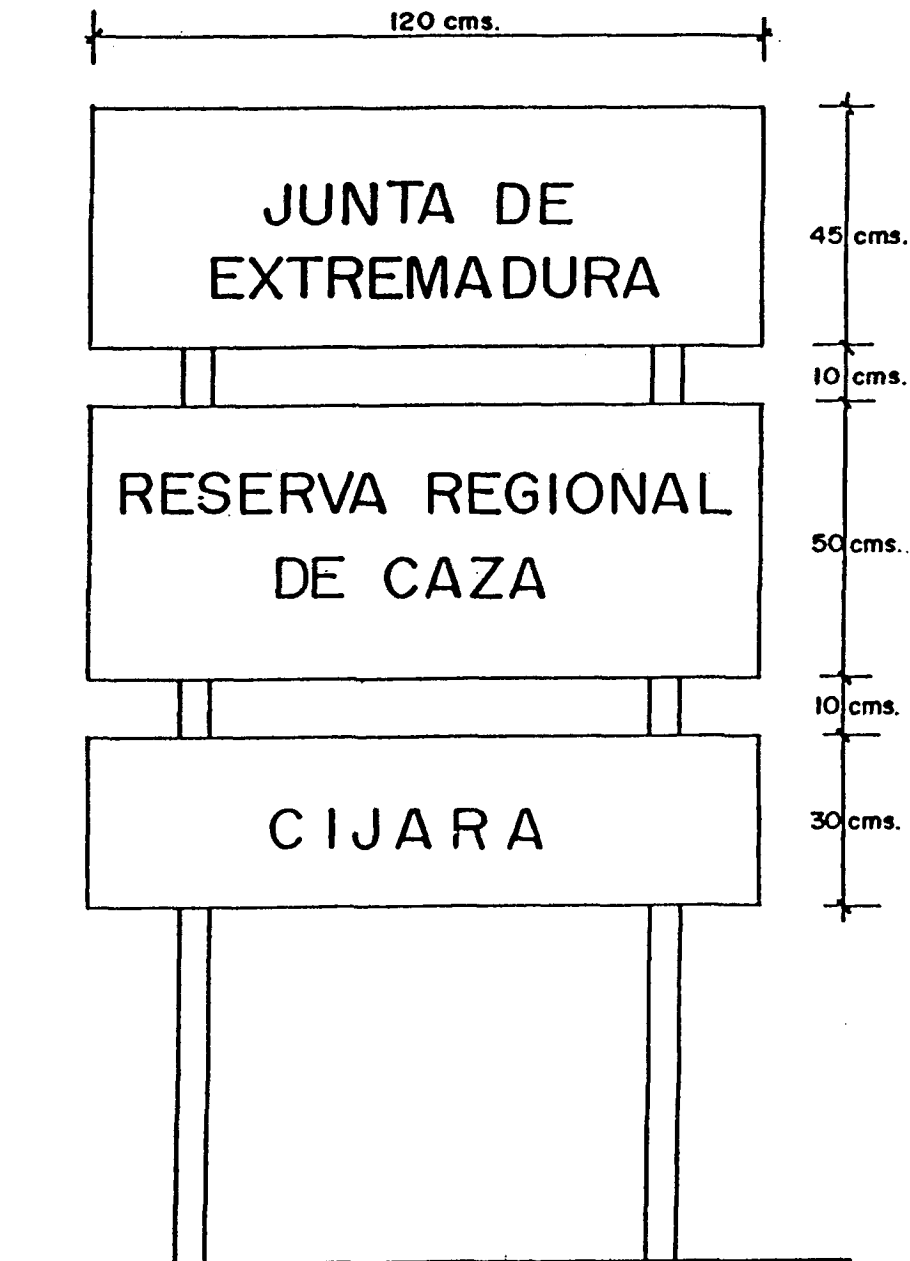 120 cms.
JUNTA DE
EXTREMADURA
45 cms.
10 cms.
RESERVA REGIONAL
DE CAZA
50 cms.
10 cms.
CIJARA
30 cms.